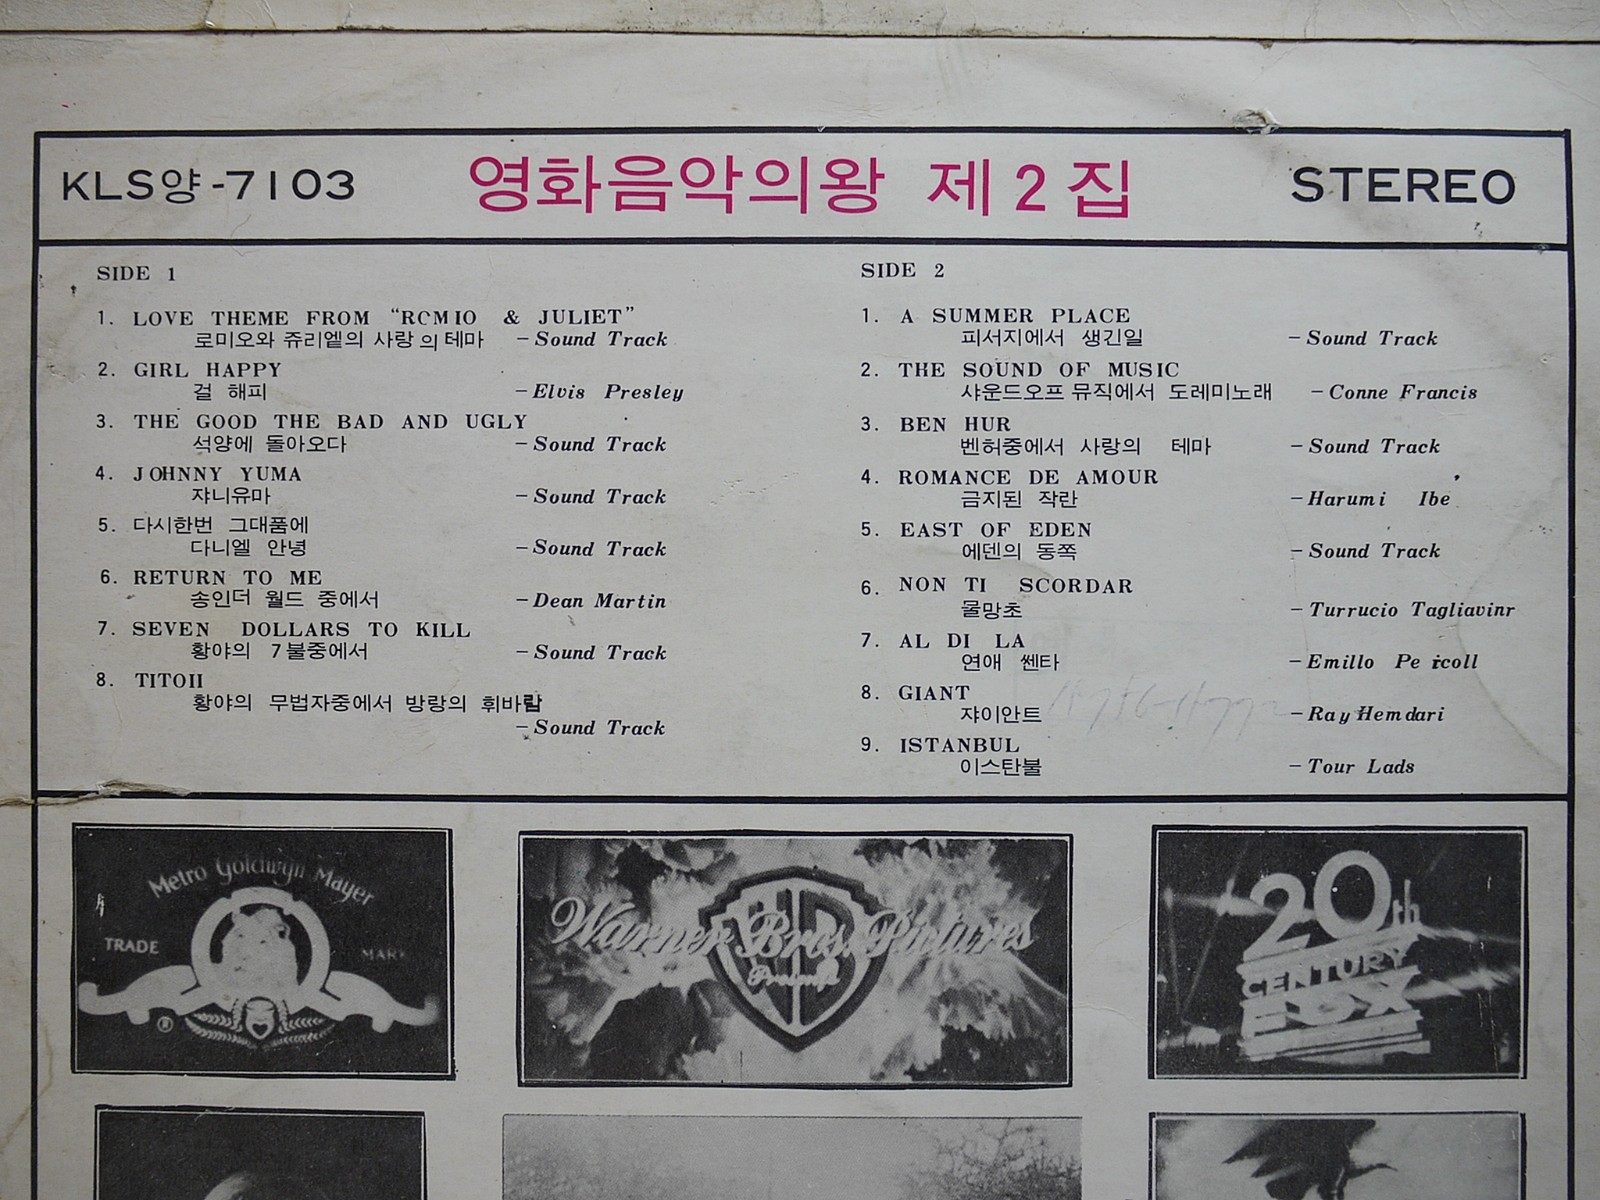 KLS양-7103
영화음악의왕 제2집
STEREO
SIDE 1
1. LOVE THEME FROM "ROMIO & JULIET"
로미오와 쥬리엩의 사랑의 테마 - Sound Track
2. GIRL HAPPY
걸 해피 - Elvis Presley
3. THE GOOD THE BAD AND UGLY
석양에 돌아오다 - Sound Track
4. JOHNNY YUMA
쟈니유마 - Sound Track
5. 다시한번 그대품에
다니엘 안녕 - Sound Track
6. RETURN TO ME
송인더 월드 중에서 - Dean Martin
7. SEVEN DOLLARS TO KILL
황야의 7불중에서 - Sound Track
8. TITOII
황야의 무법자중에서 방랑의 휘바람
- Sound Track
SIDE 2
1. A SUMMER PLACE
피서지에서 생긴일 - Sound Track
2. THE SOUND OF MUSIC
샤운드오프 뮤직에서 도레미노래 - Conne Francis
3. BEN HUR
벤허중에서 사랑의 테마 - Sound Track
4. ROMANCE DE AMOUR
금지된 작란 - Harumi Ibe
5. EAST OF EDEN
에덴의 동쪽 - Sound Track
6. NON TI SCORDAR
물망초 - Turrucio Tagliavinr
7. AL DI LA
연애 쎈타 - Emillo Pericoll
8. GIANT
쟈이안트 - Ray Hemdari
9. ISTANBUL
이스탄불 - Tour Lads
Metro Goldwyn Mayer
TRADE MARK
®
Warner Bros. Pictures
20th
CENTURY
FOX